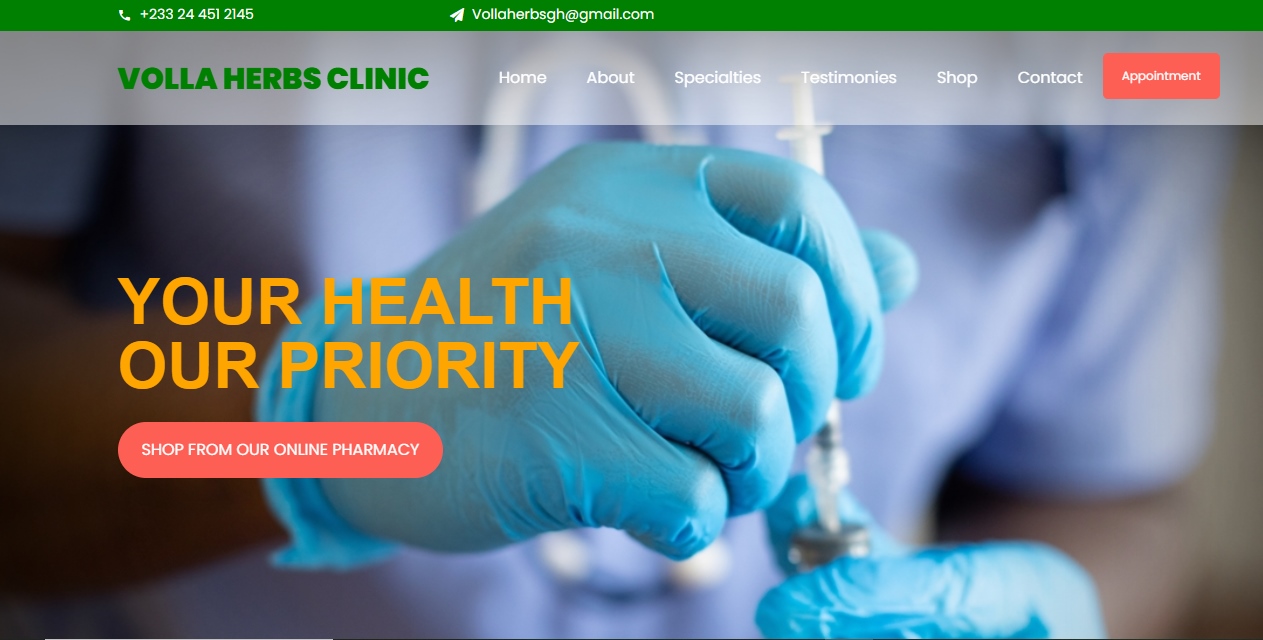 +233 24 451 2145
Vollaherbsgh@gmail.com
VOLLA HERBS CLINIC
Home
About
Specialties
Testimonies
Shop
Contact
Appointment
YOUR HEALTH
OUR PRIORITY
SHOP FROM OUR ONLINE PHARMACY